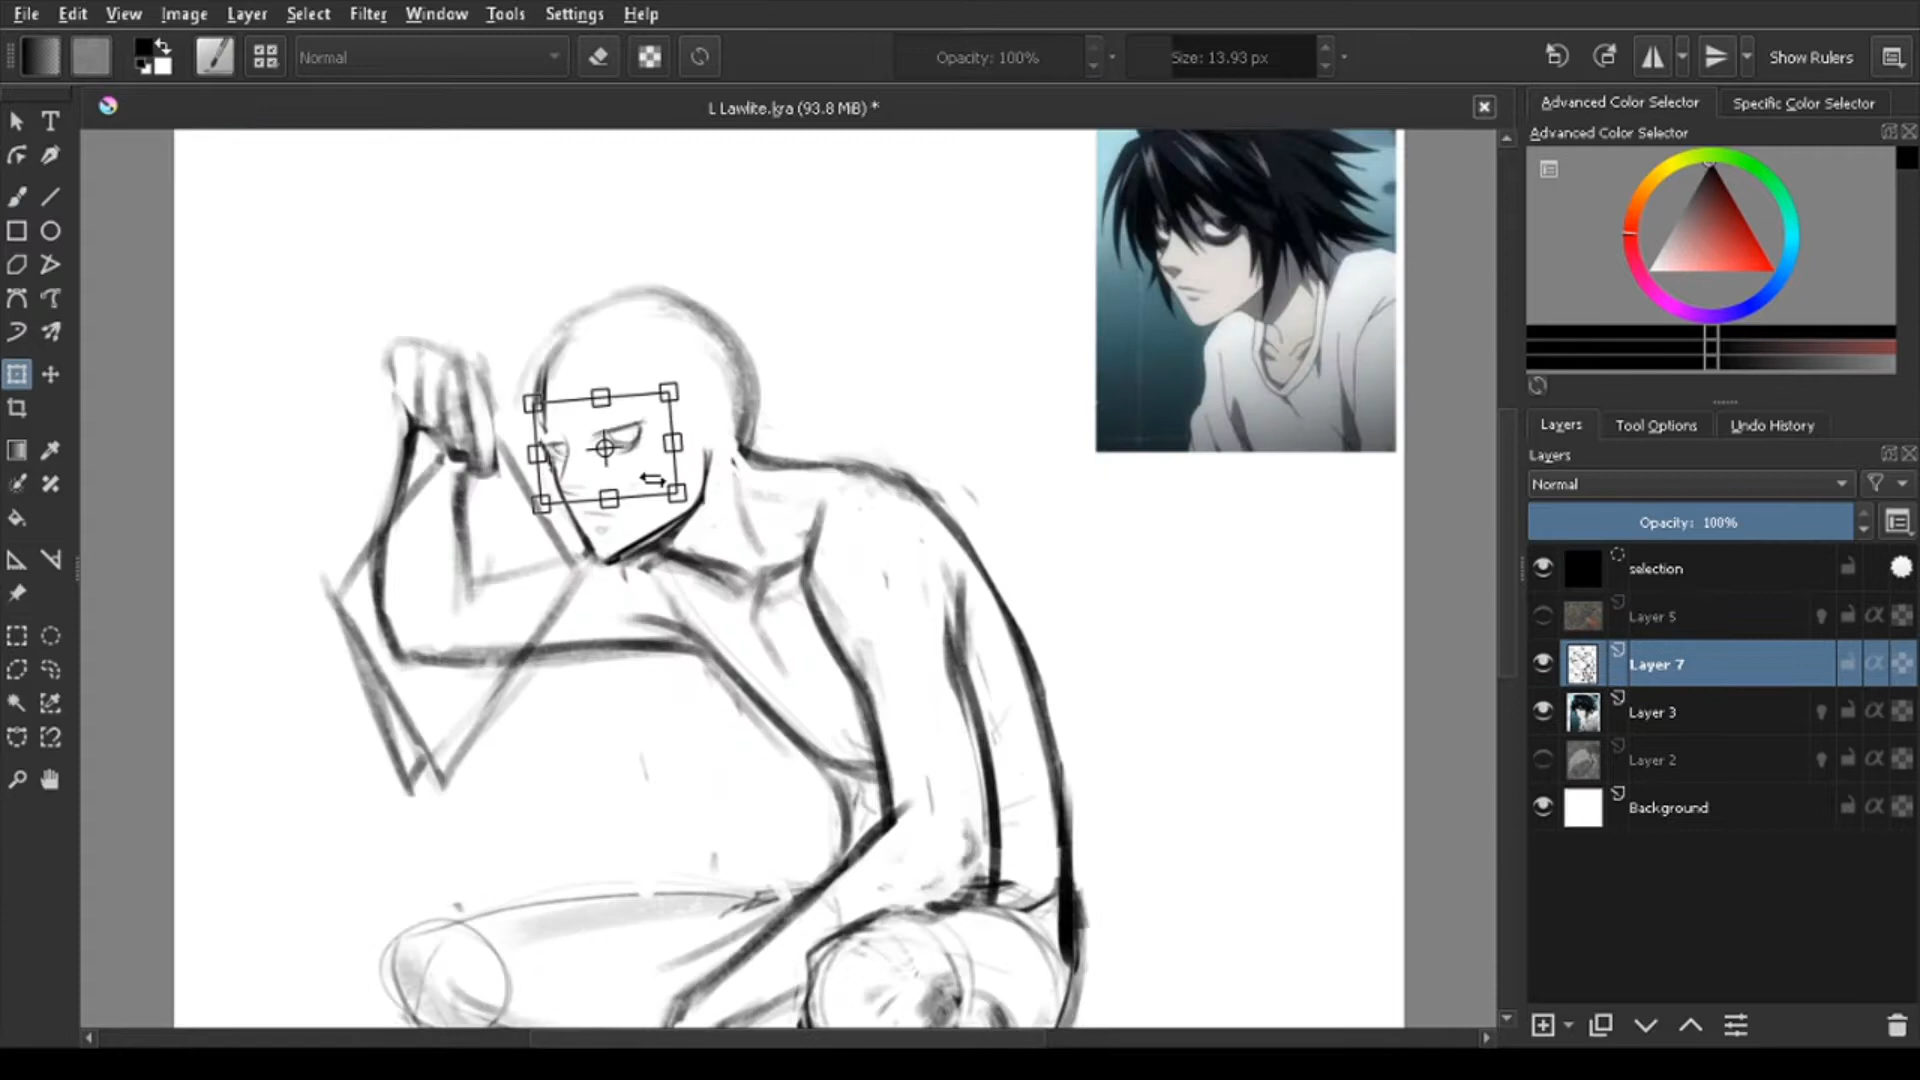 File Edit View Image Layer Select Filter Window Tools Settings Help
Normal
Opacity: 100%
Size: 13.93 px
Show Rulers
L Lawlite.kra (93.8 MiB) *
Advanced Color Selector
Specific Color Selector
Advanced Color Selector
Layers
Tool Options
Undo History
Layers
Normal
Opacity: 100%
selection
Layer 5
Layer 7
Layer 3
Layer 2
Background